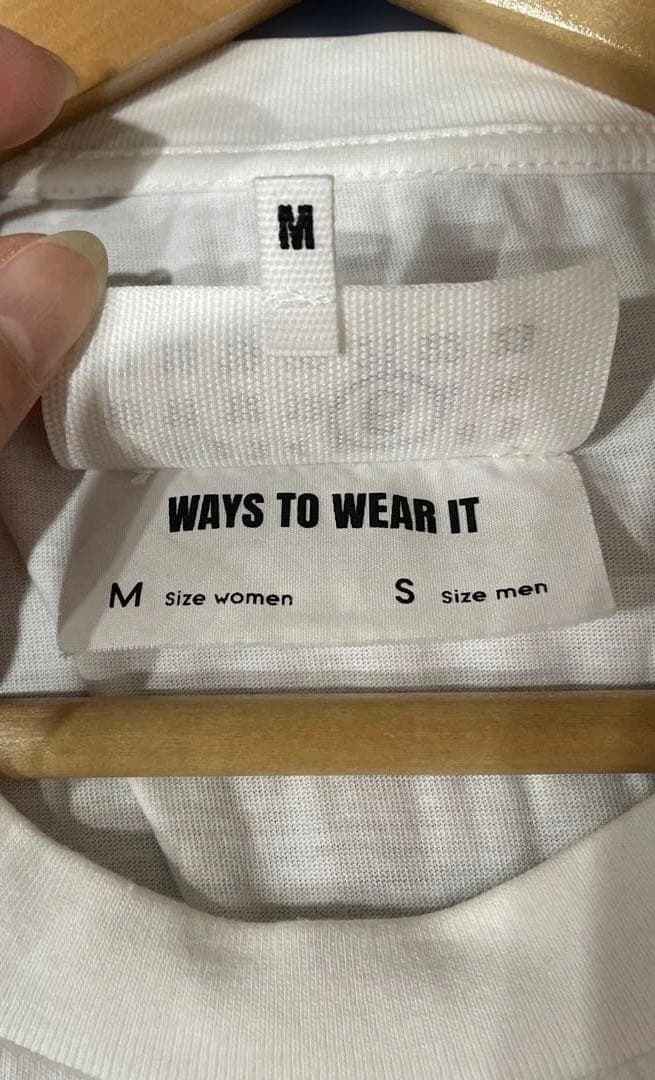 M
WAYS TO WEAR IT
M Size women S Size men